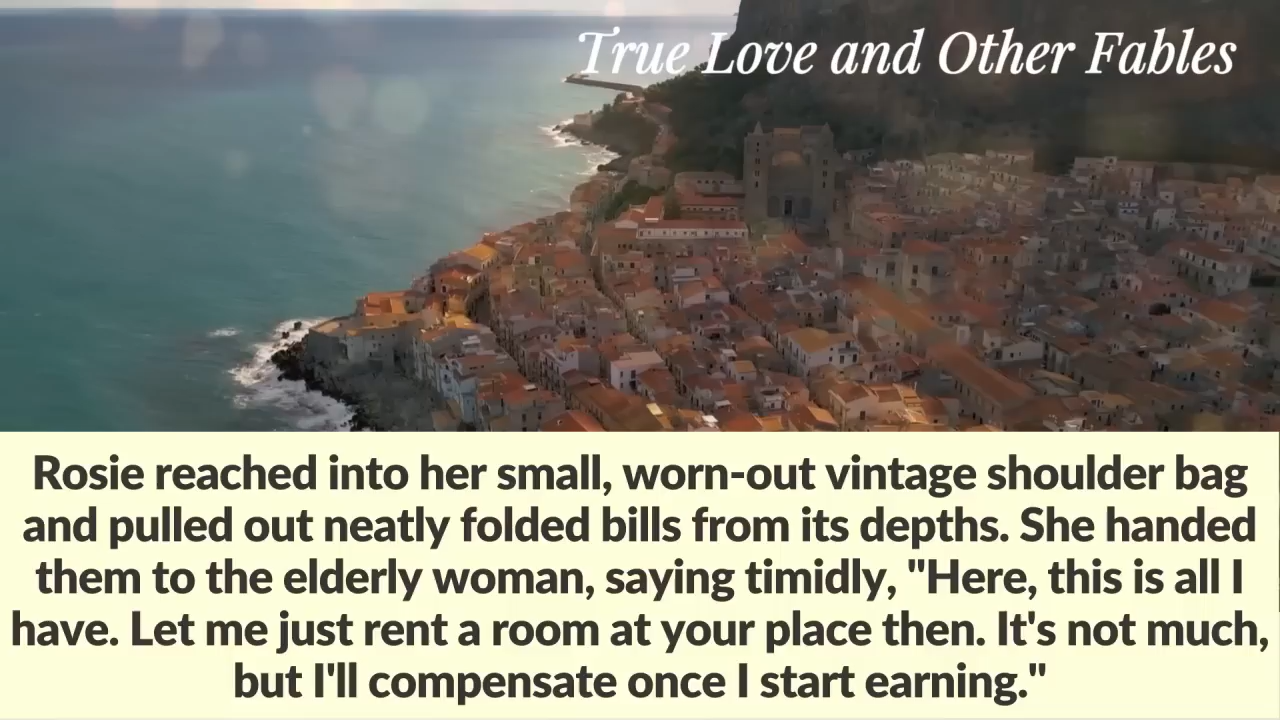 True Love and Other Fables
Rosie reached into her small, worn-out vintage shoulder bag
and pulled out neatly folded bills from its depths. She handed
them to the elderly woman, saying timidly, "Here, this is all I
have. Let me just rent a room at your place then. It's not much,
but I'll compensate once I start earning."